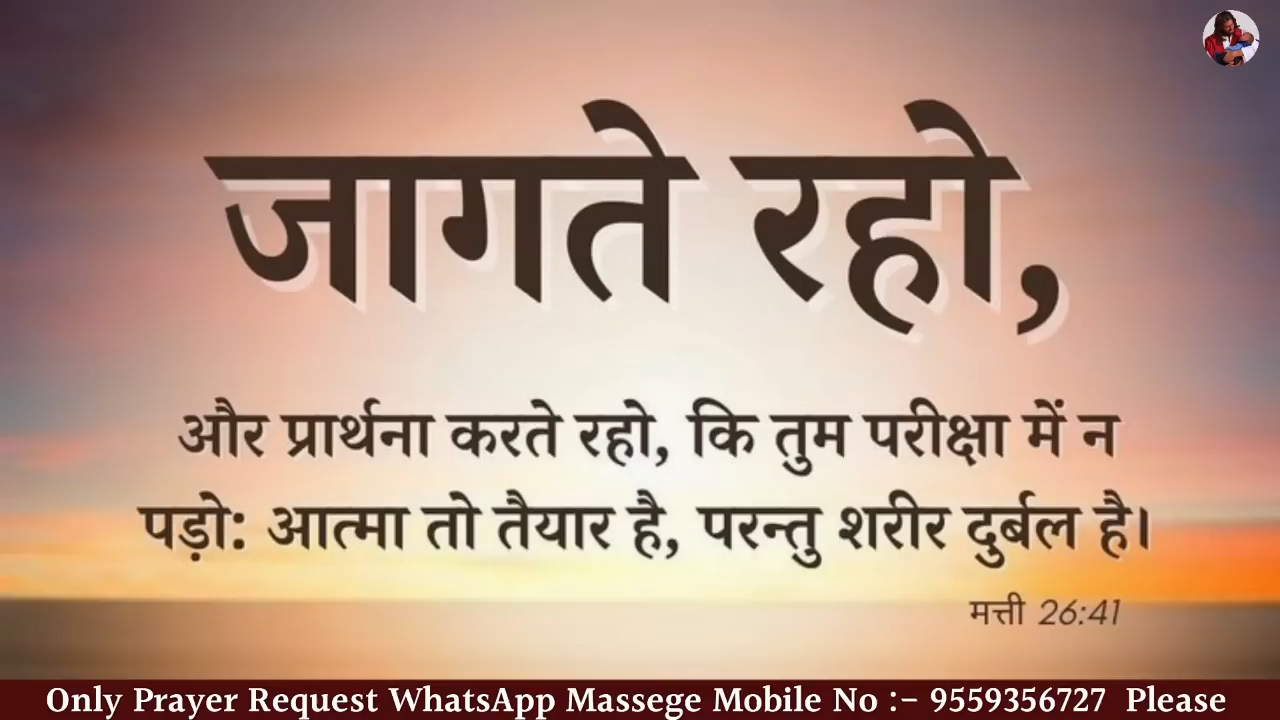 जागते रहो,
और प्रार्थना करते रहो, कि तुम परीक्षा में न
पड़ो: आत्मा तो तैयार है, परन्तु शरीर दुर्बल है।
मत्ती 26:41
Only Prayer Request WhatsApp Massege Mobile No :- 9559356727 Please